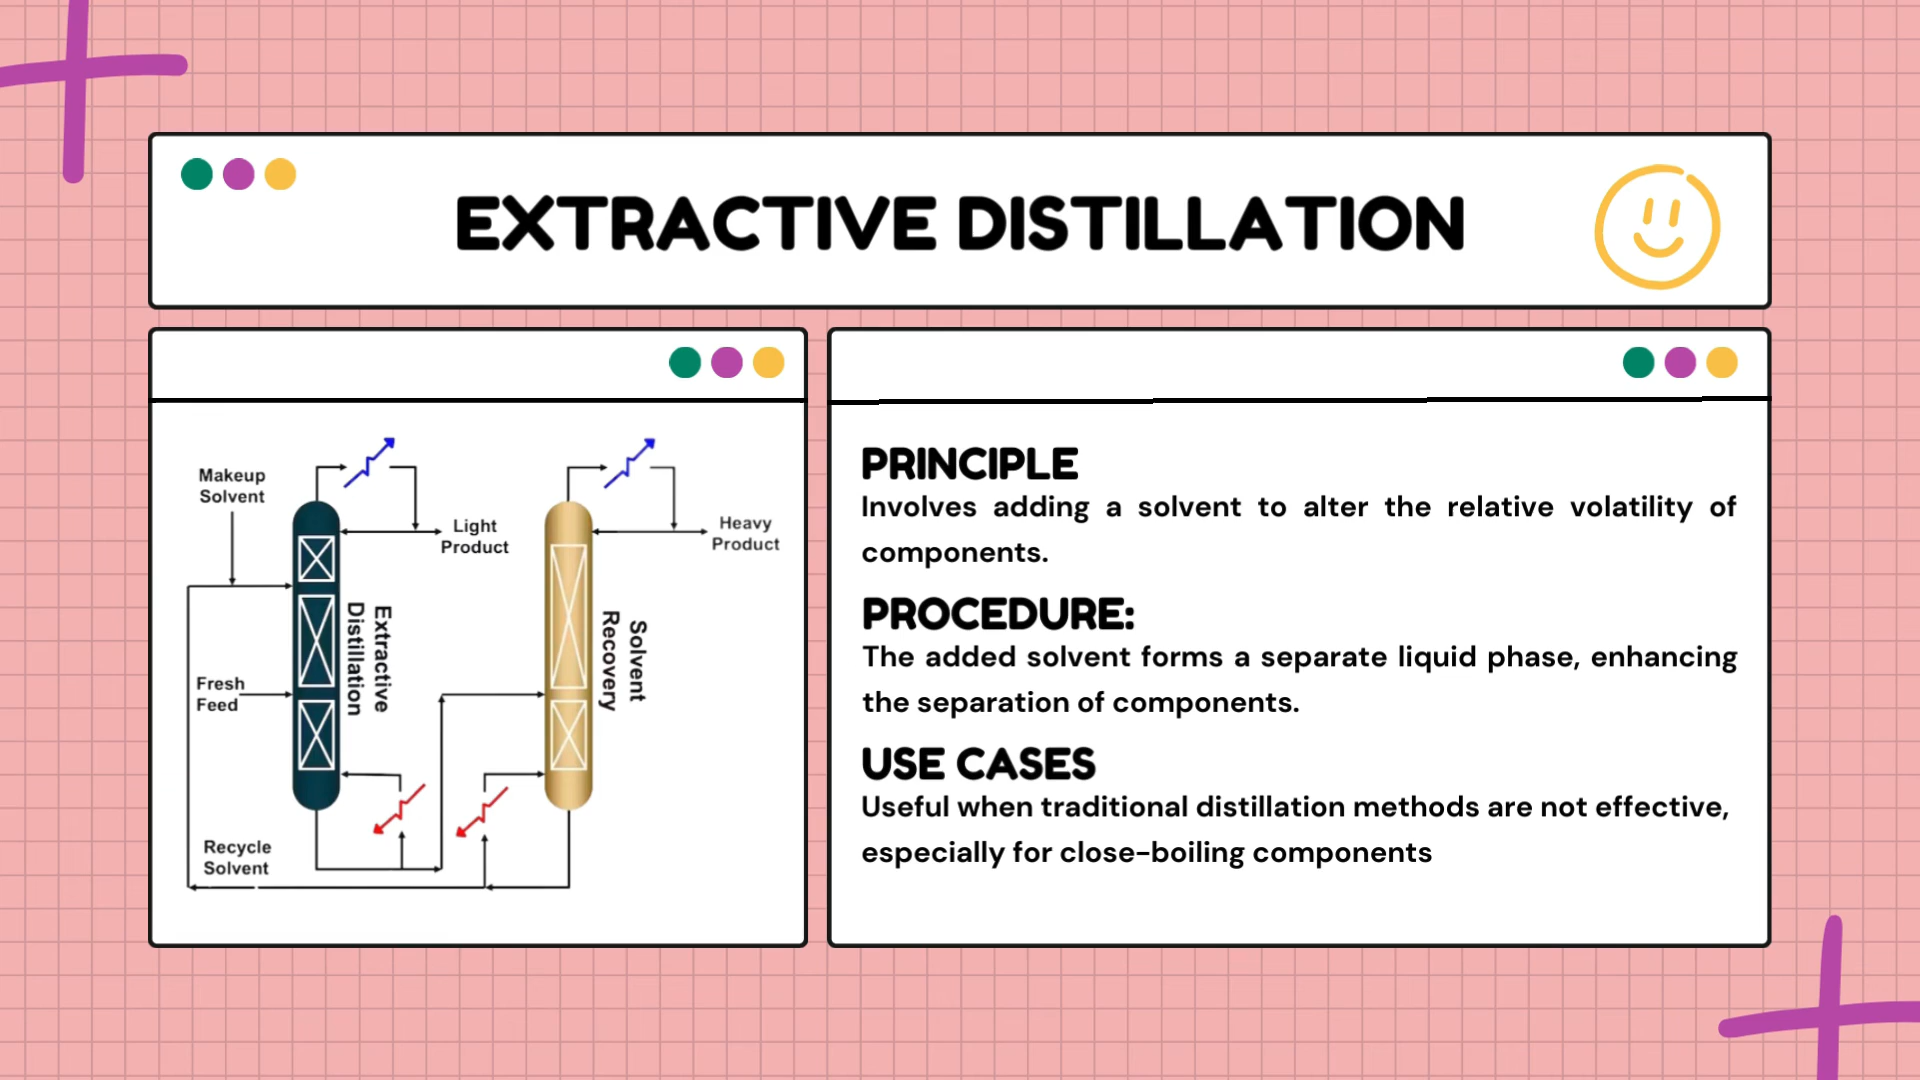 EXTRACTIVE DISTILLATION
Makeup
Solvent
Light
Product
Heavy
Product
Extractive
Distillation
Solvent
Recovery
Fresh
Feed
Recycle
Solvent
PRINCIPLE
Involves adding a solvent to alter the relative volatility of
components.
PROCEDURE:
The added solvent forms a separate liquid phase, enhancing
the separation of components.
USE CASES
Useful when traditional distillation methods are not effective,
especially for close-boiling components